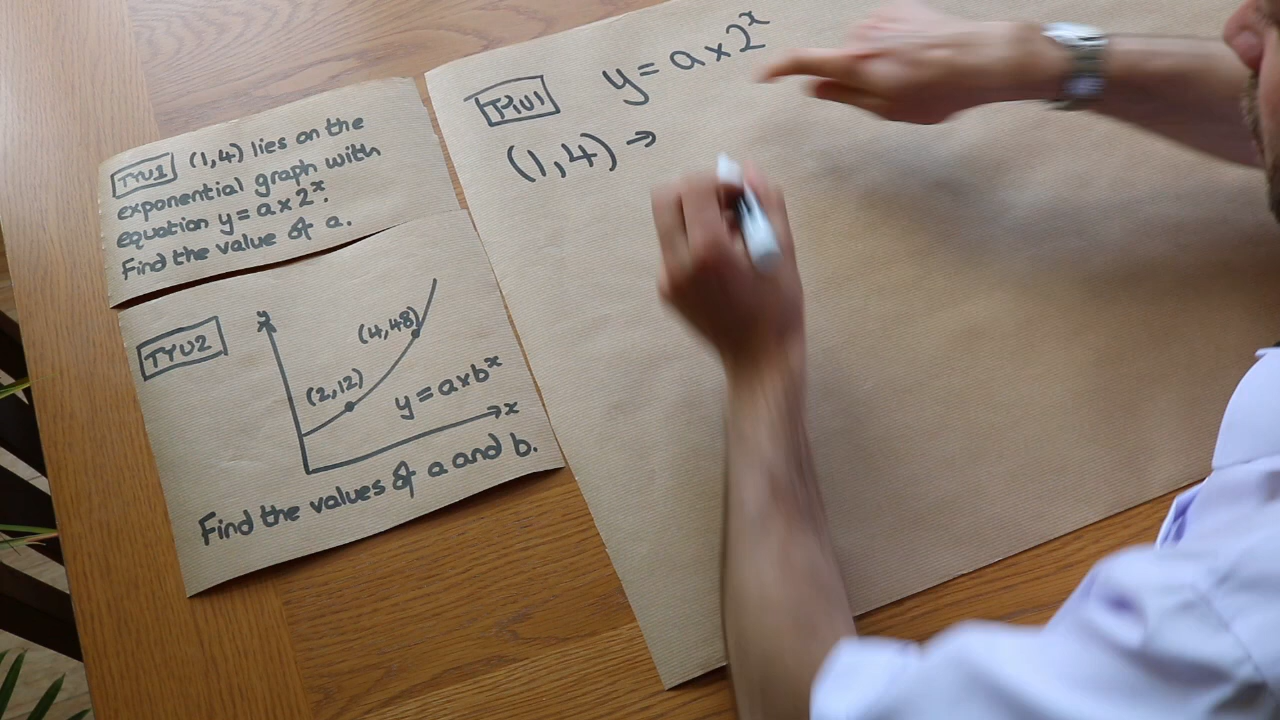 TYU1 (1,4) lies on the
exponential graph with
equation y = a x 2ˣ.
Find the value of a.
TYU2
y
(4,48)
(2,12)
y = a x bˣ
x
Find the values of a and b.
TYU1 y = a x 2ˣ
(1,4) →